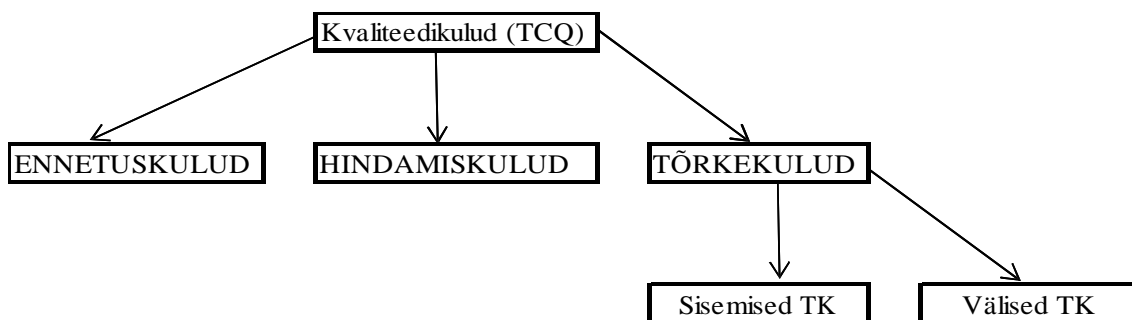 Kvaliteedikulud (TCQ)
ENNETUSKULUD
HINDAMISKULUD
TÕRKEKULUD
Sisemised TK
Välised TK